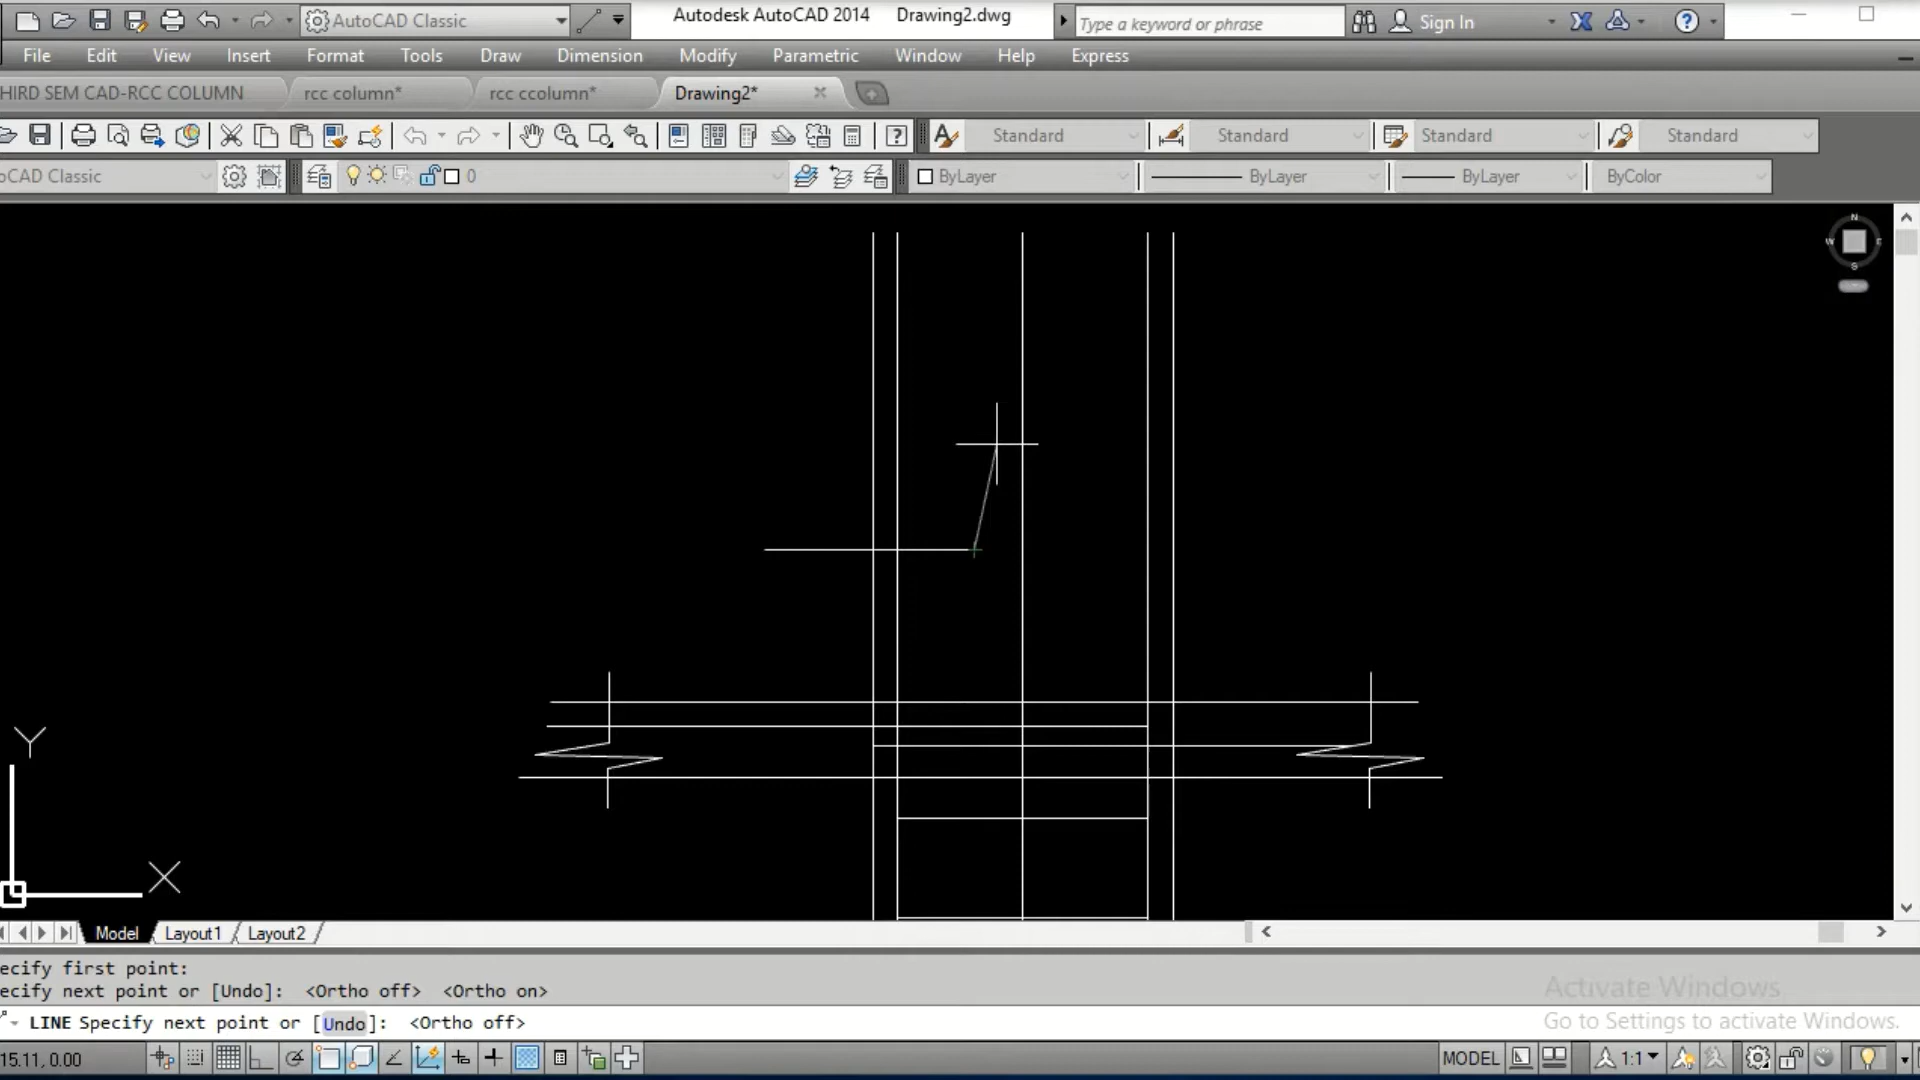 AutoCAD Classic
Autodesk AutoCAD 2014 Drawing2.dwg
Type a keyword or phrase
Sign In
File Edit View Insert Format Tools Draw Dimension Modify Parametric Window Help Express
HIRD SEM CAD-RCC COLUMN rcc column* rcc ccolumn* Drawing2*
Standard Standard Standard Standard
oCAD Classic 0 ByLayer ByLayer ByLayer ByColor
N
W
S
Y
X
Model Layout1 Layout2
ecify first point:
ecify next point or [Undo]: <Ortho off> <Ortho on>
LINE Specify next point or [Undo]: <Ortho off>
Activate Windows
Go to Settings to activate Windows.
15.11, 0.00 MODEL 1:1